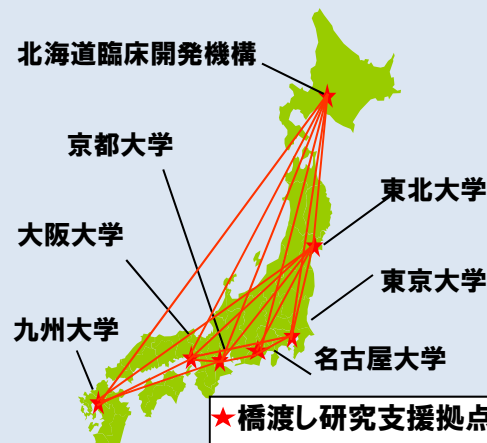 北海道臨床開発機構
京都大学
東北大学
大阪大学
東京大学
九州大学
名古屋大学
★橋渡し研究支援拠点